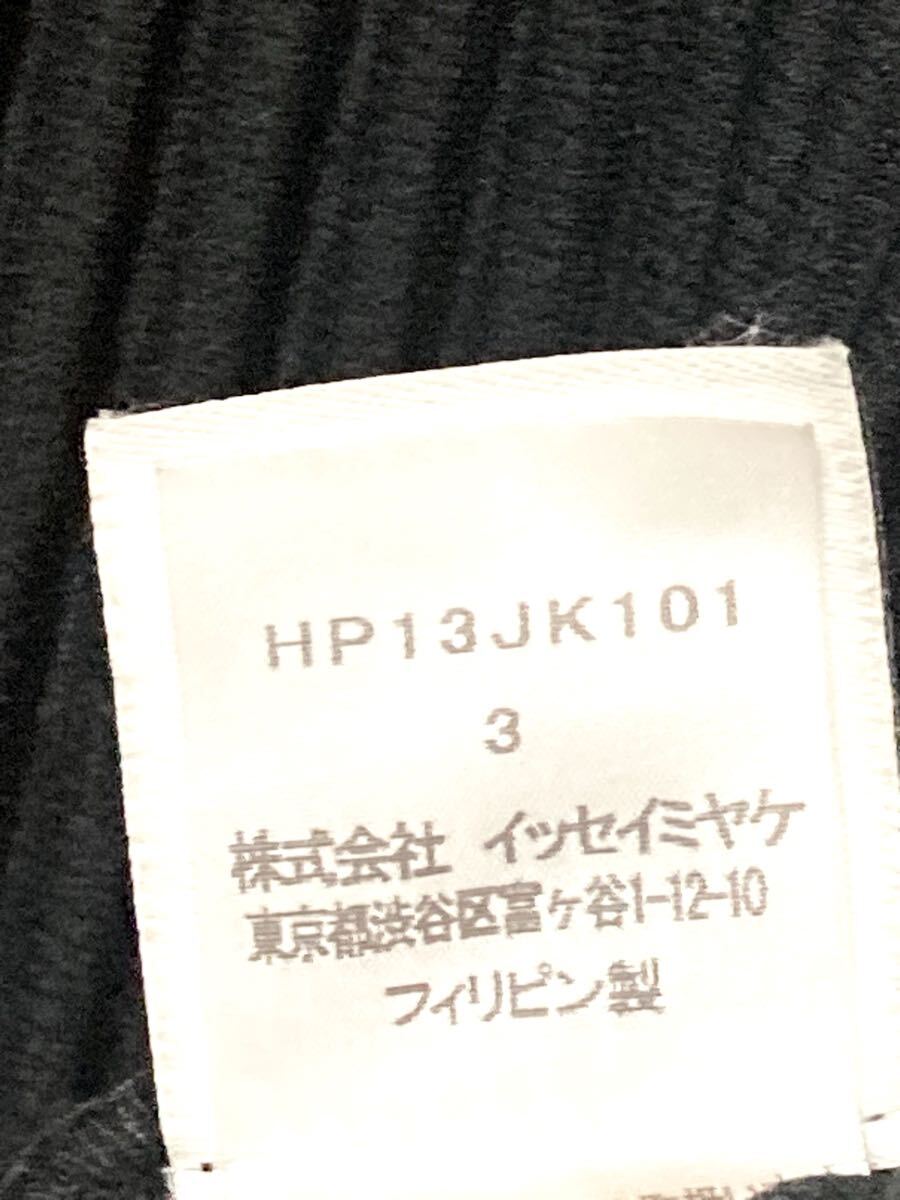 HP13JK101
3
株式会社 イッセイミヤケ
東京都渋谷区富ヶ谷1-12-10
フィリピン製